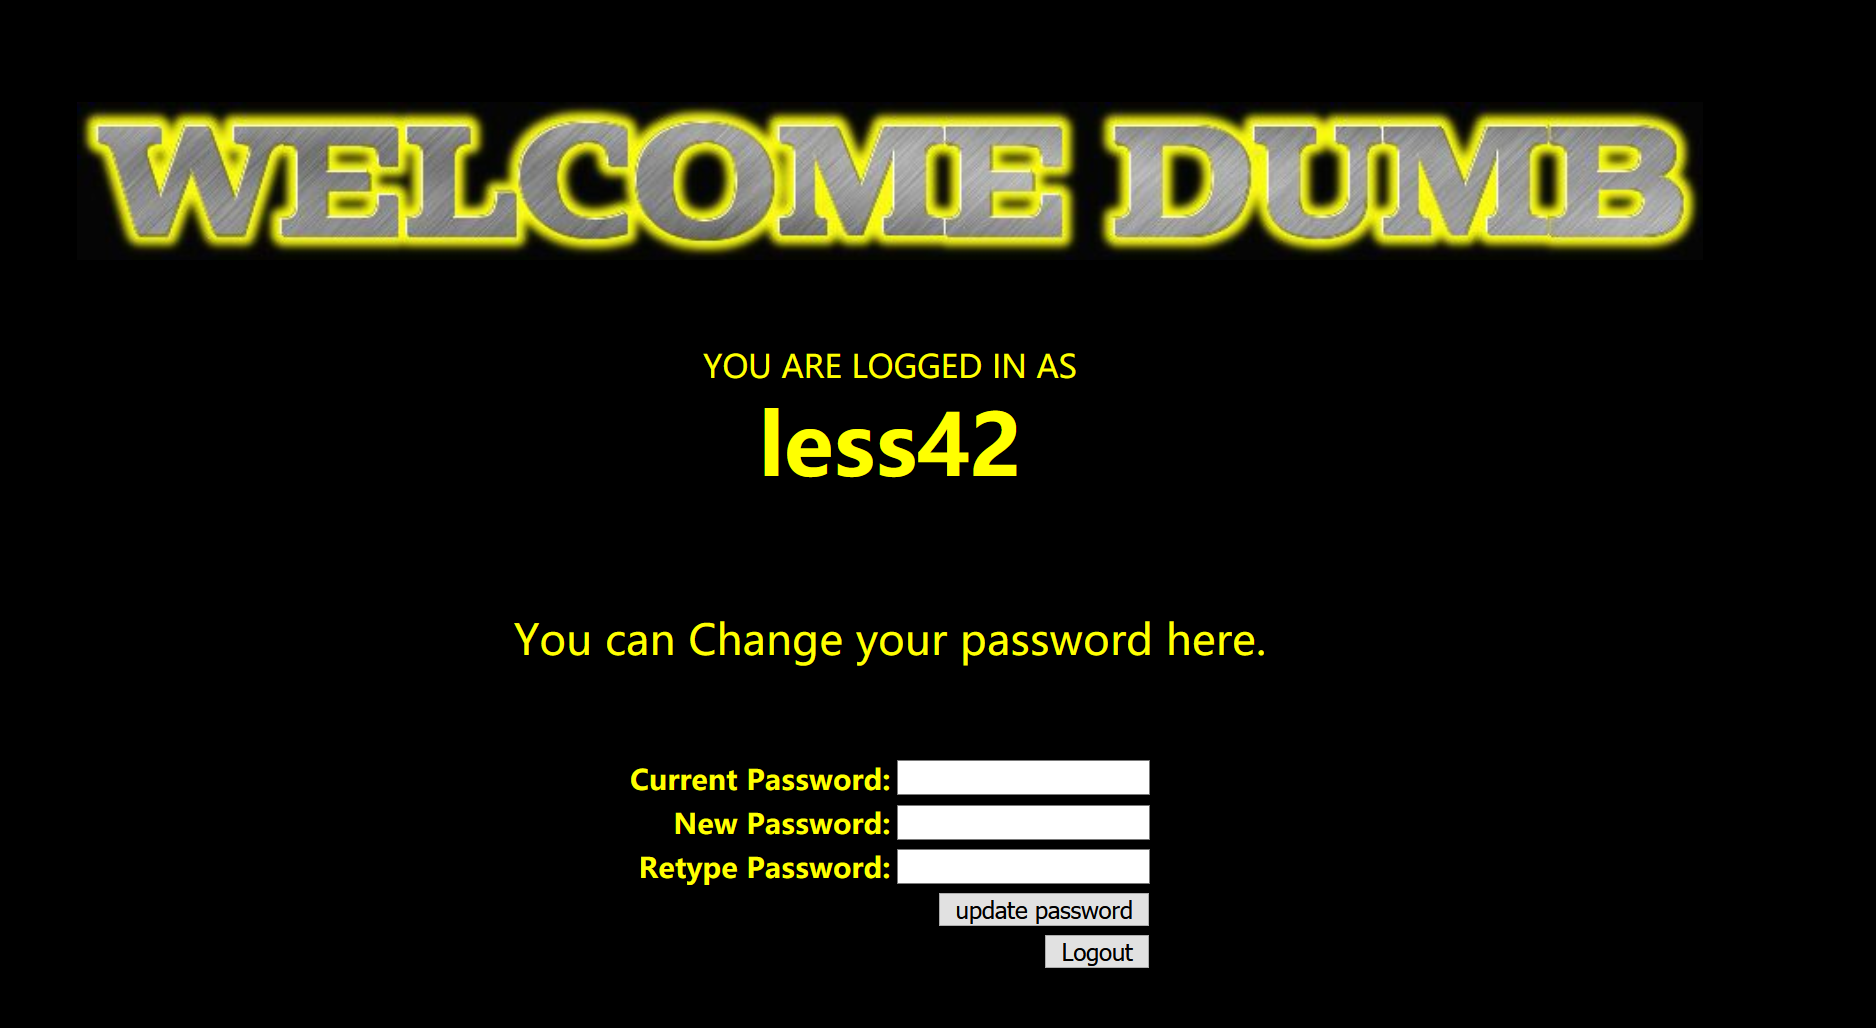 WELCOME DUMB
YOU ARE LOGGED IN AS
less42
You can Change your password here.
Current Password:
New Password:
Retype Password:
update password
Logout